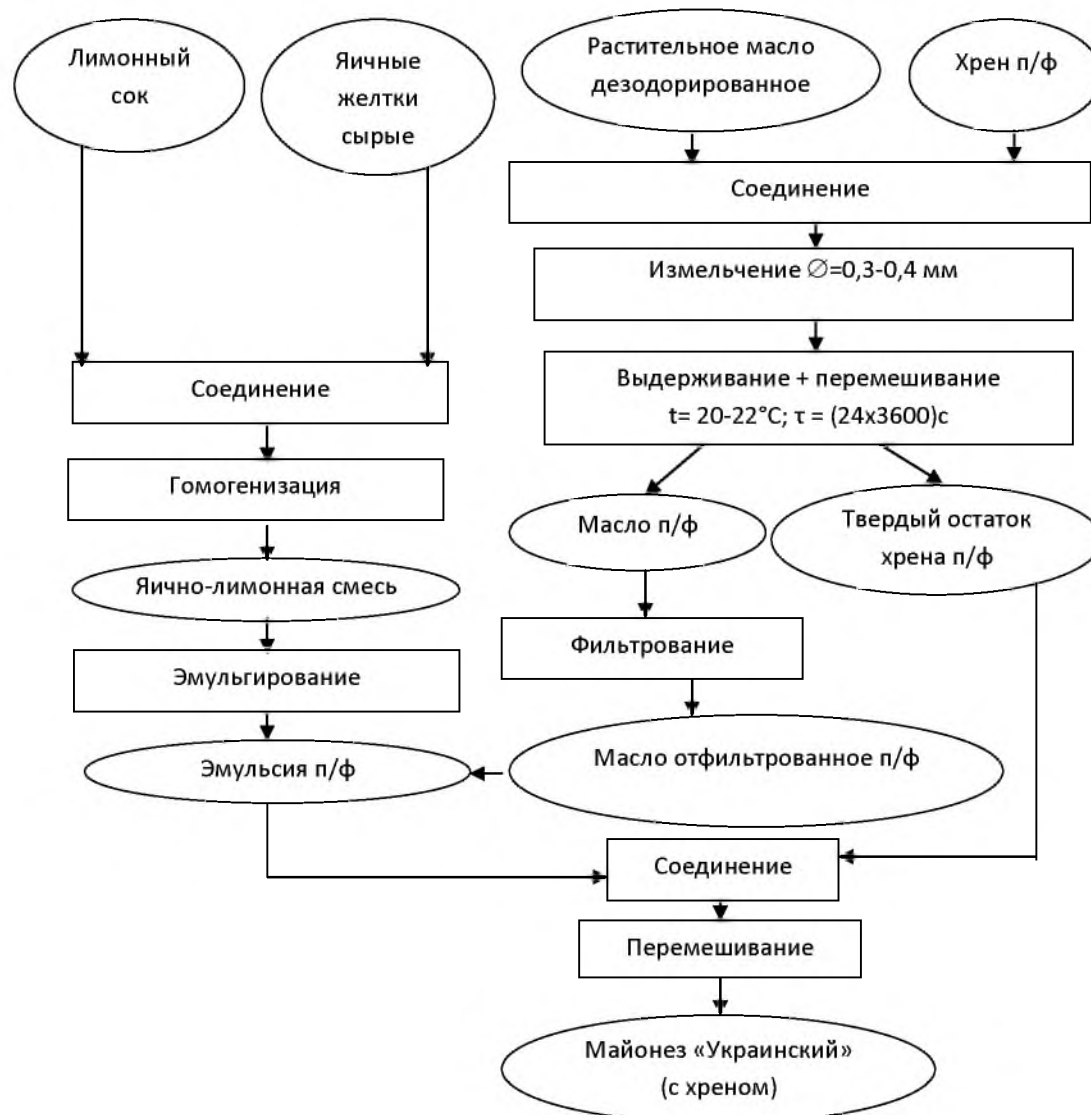 Лимонный
сок
Яичные
желтки
сырые
Растительное масло
дезодорированное
Хрен п/ф
Соединение
Измельчение ∅=0,3-0,4 мм
Выдерживание + перемешивание
t= 20-22°С; τ = (24х3600)с
Соединение
Гомогенизация
Масло п/ф
Твердый остаток
хрена п/ф
Яично-лимонная смесь
Фильтрование
Эмульгирование
Эмульсия п/ф
Масло отфильтрованное п/ф
Соединение
Перемешивание
Майонез «Украинский»
(с хреном)